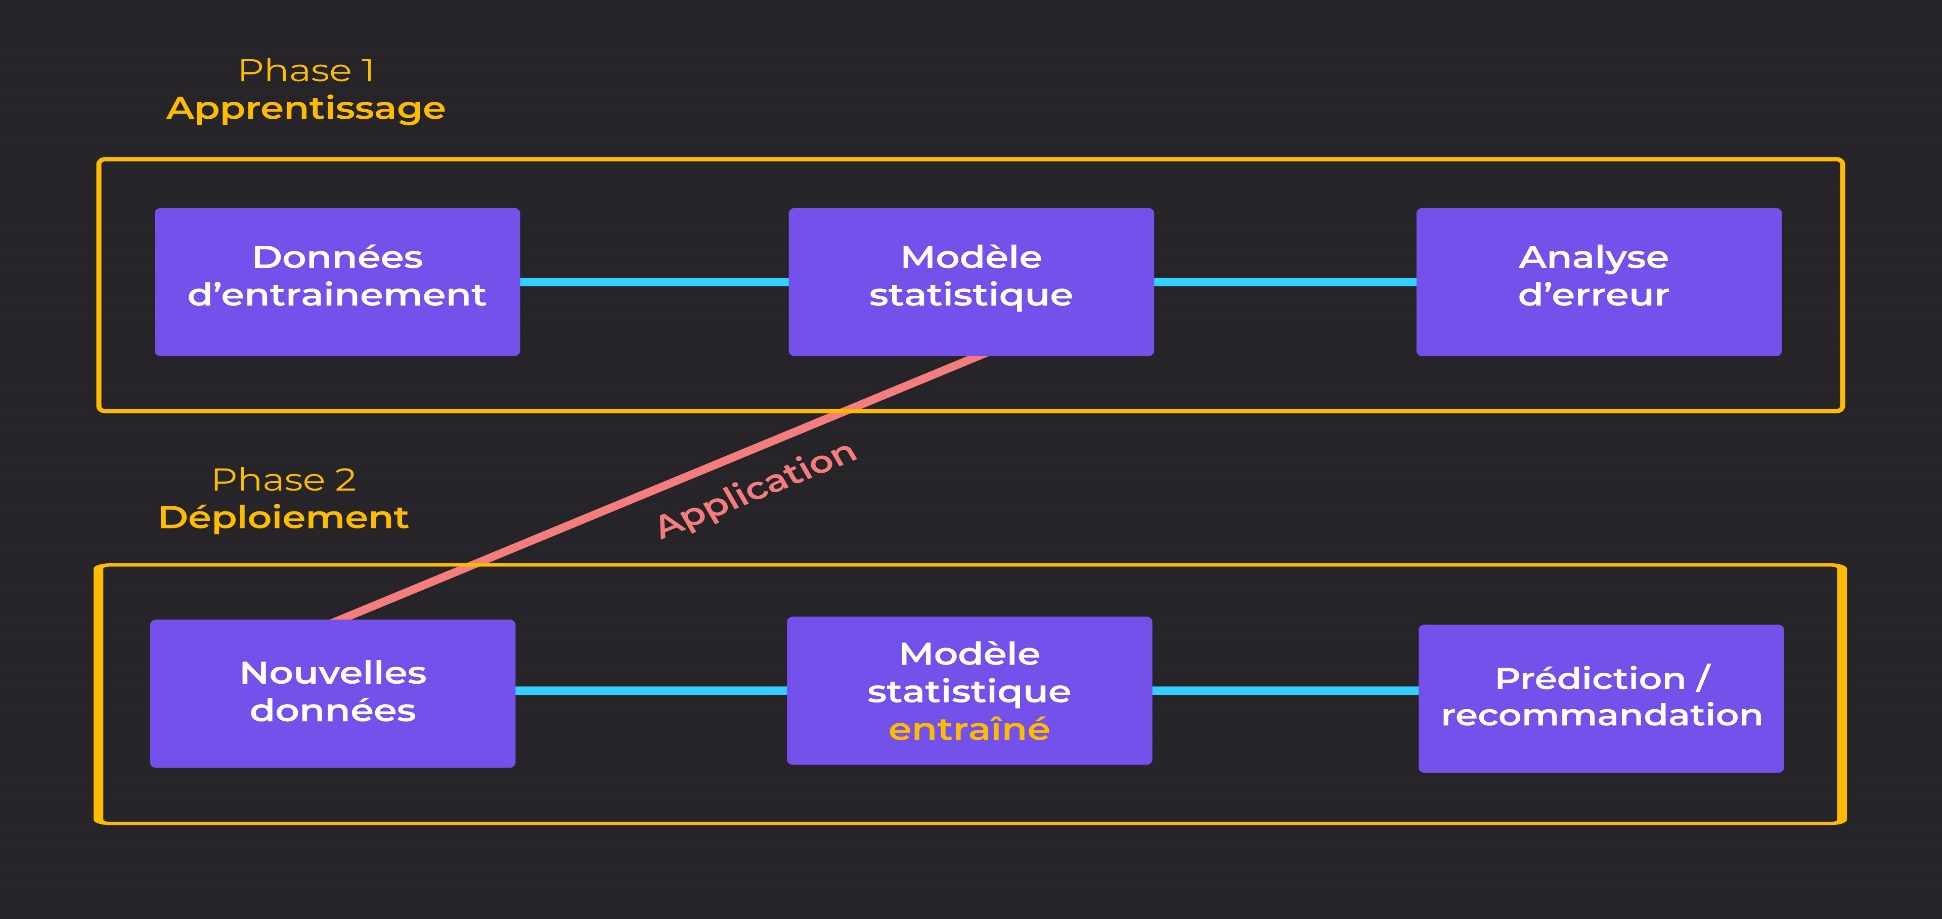 Phase 1
Apprentissage
Données
d’entrainement
Modèle
statistique
Analyse
d’erreur
Application
Phase 2
Déploiement
Nouvelles
données
Modèle
statistique
entraîné
Prédiction /
recommandation